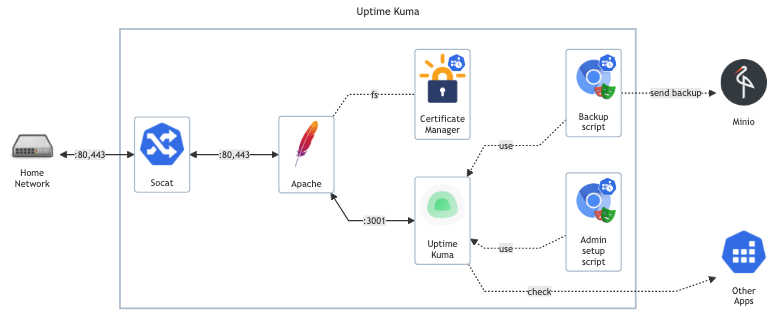 Uptime Kuma
fs
Certificate
Manager
Backup
script
send backup
Minio
Home
Network
:80,443
Socat
:80,443
Apache
use
:3001
Uptime
Kuma
use
Admin
setup
script
check
Other
Apps